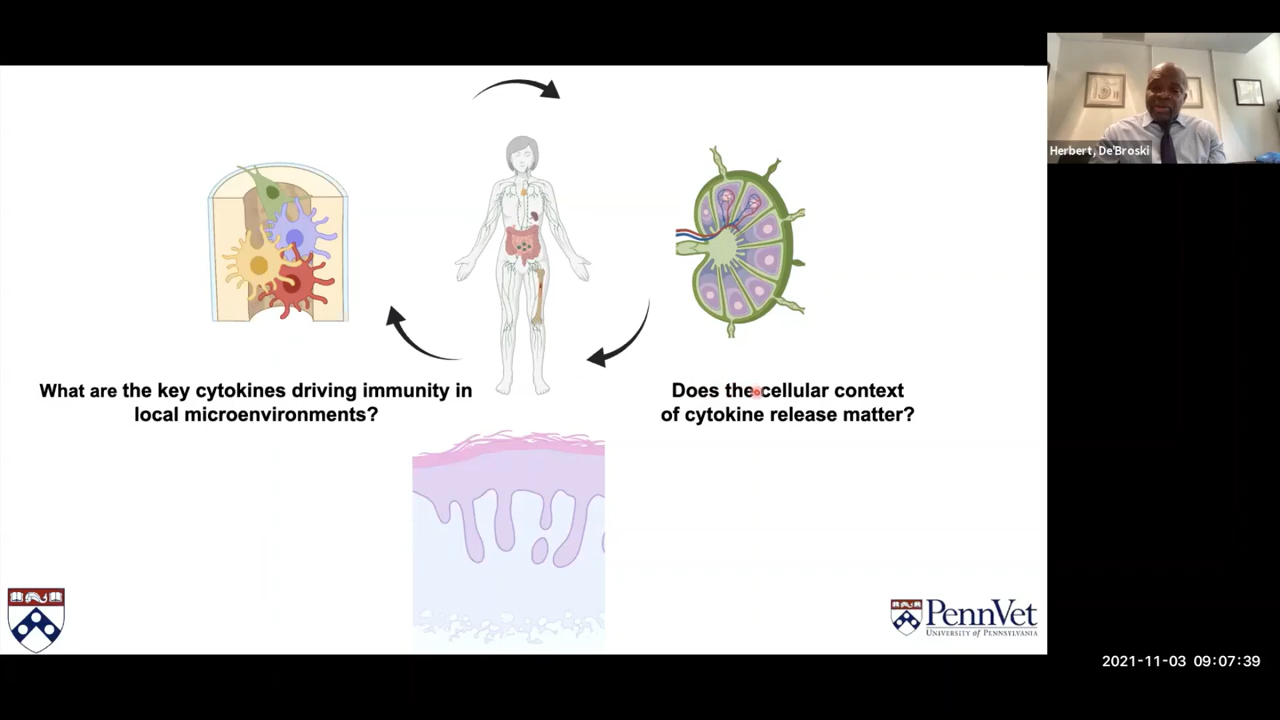 Herbert, De'Broski
What are the key cytokines driving immunity in
local microenvironments?
Does the cellular context
of cytokine release matter?
PennVet
UNIVERSITY of PENNSYLVANIA
2021-11-03 09:07:39